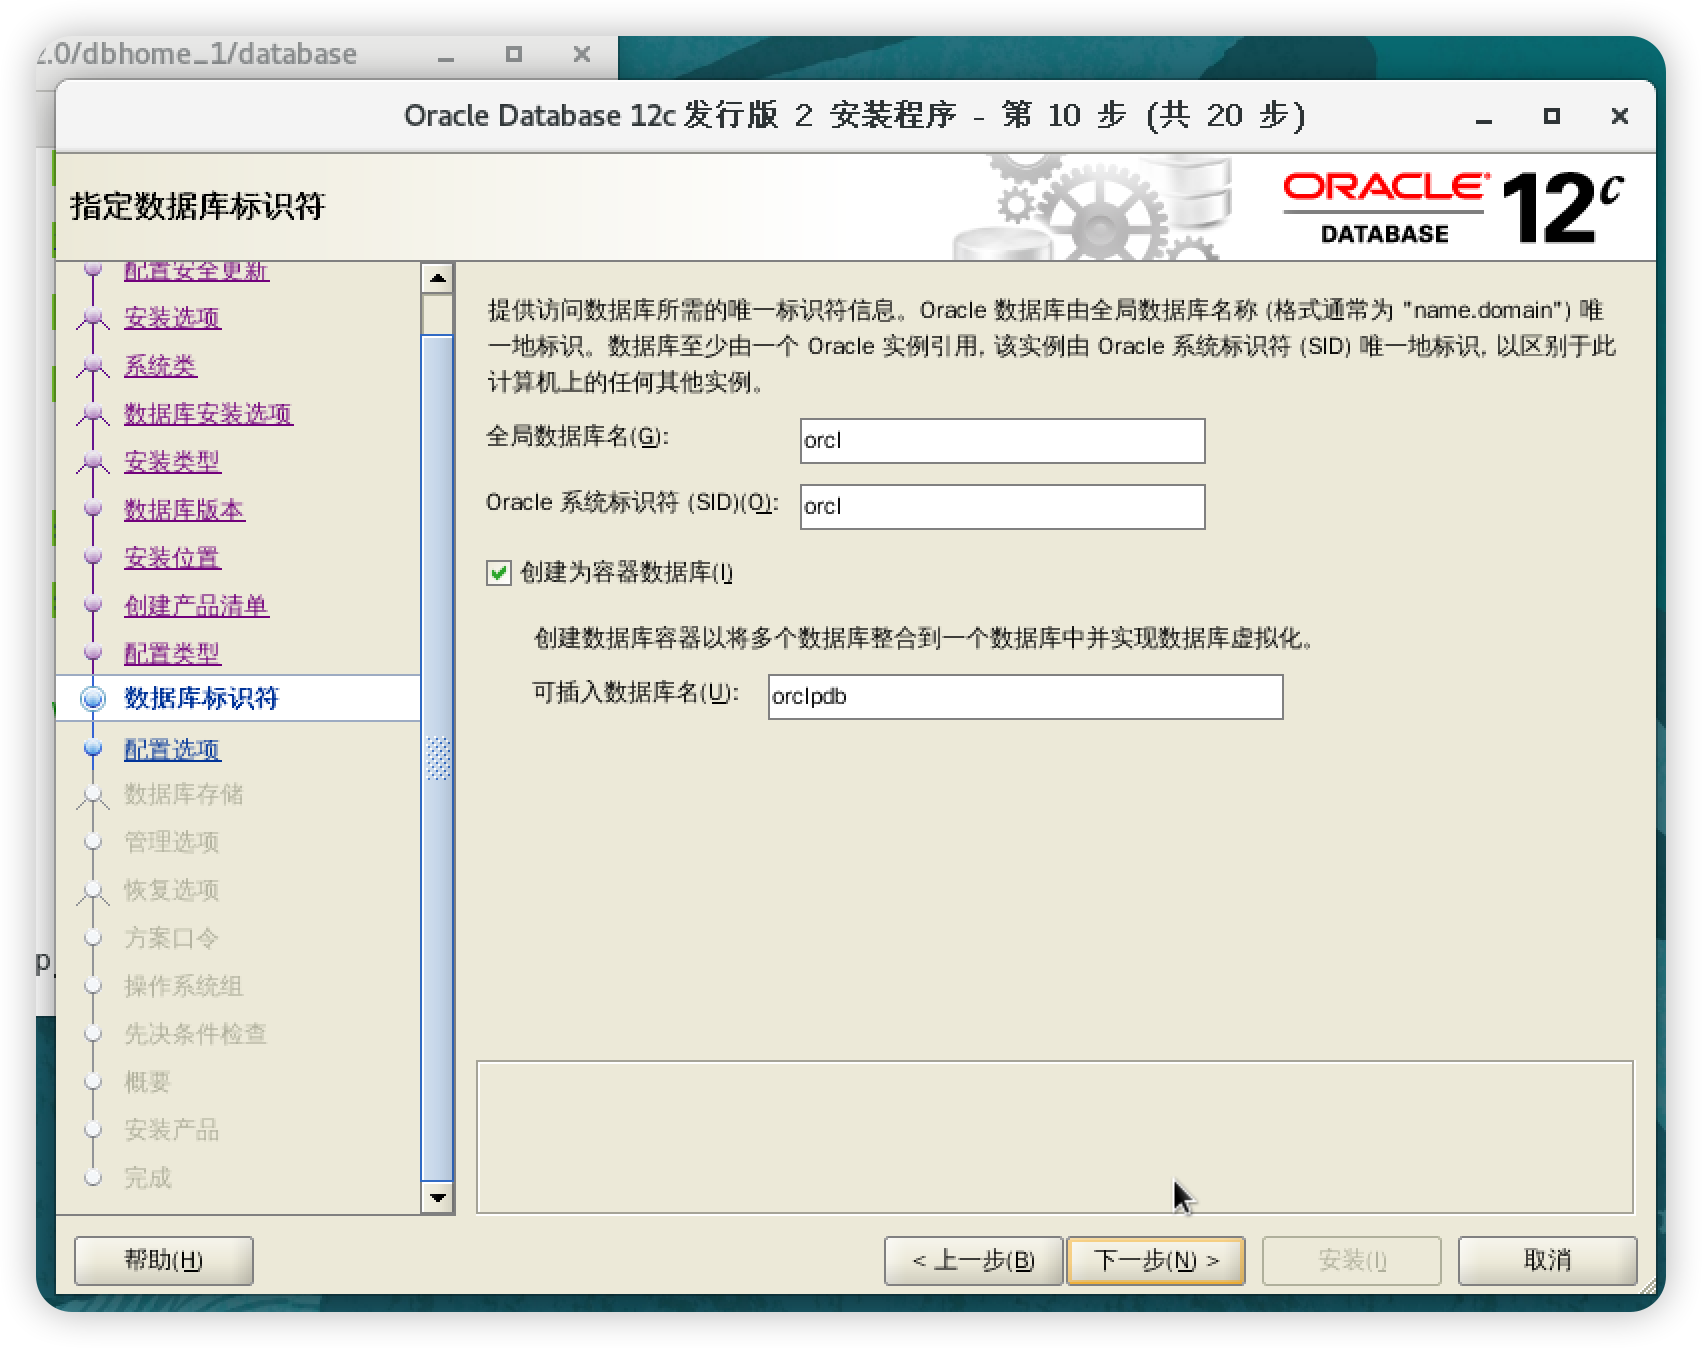 2.0/dbhome_1/database
Oracle Database 12c 发行版 2 安装程序 - 第 10 步 (共 20 步)
指定数据库标识符
ORACLE
DATABASE
12c
配置安全更新
安装选项
系统类
数据库安装选项
安装类型
数据库版本
安装位置
创建产品清单
配置类型
数据库标识符
配置选项
数据库存储
管理选项
恢复选项
方案口令
操作系统组
先决条件检查
概要
安装产品
完成
提供访问数据库所需的唯一标识符信息。Oracle 数据库由全局数据库名称 (格式通常为 "name.domain") 唯
一地标识。数据库至少由一个 Oracle 实例引用, 该实例由 Oracle 系统标识符 (SID) 唯一地标识, 以区别于此
计算机上的任何其他实例。
全局数据库名(G): orcl
Oracle 系统标识符 (SID)(O): orcl
创建为容器数据库(I)
创建数据库容器以将多个数据库整合到一个数据库中并实现数据库虚拟化。
可插入数据库名(U): orclpdb
p_
帮助(H)
< 上一步(B)
下一步(N) >
安装(I)
取消